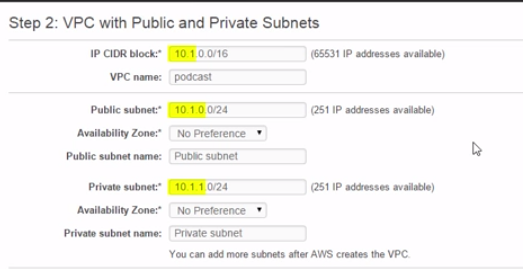 Step 2: VPC with Public and Private Subnets
IP CIDR block:* 10.1.0.0/16 (65531 IP addresses available)
VPC name: podcast
Public subnet:* 10.1.0.0/24 (251 IP addresses available)
Availability Zone:* No Preference
Public subnet name: Public subnet
Private subnet:* 10.1.1.0/24 (251 IP addresses available)
Availability Zone:* No Preference
Private subnet name: Private subnet
You can add more subnets after AWS creates the VPC.